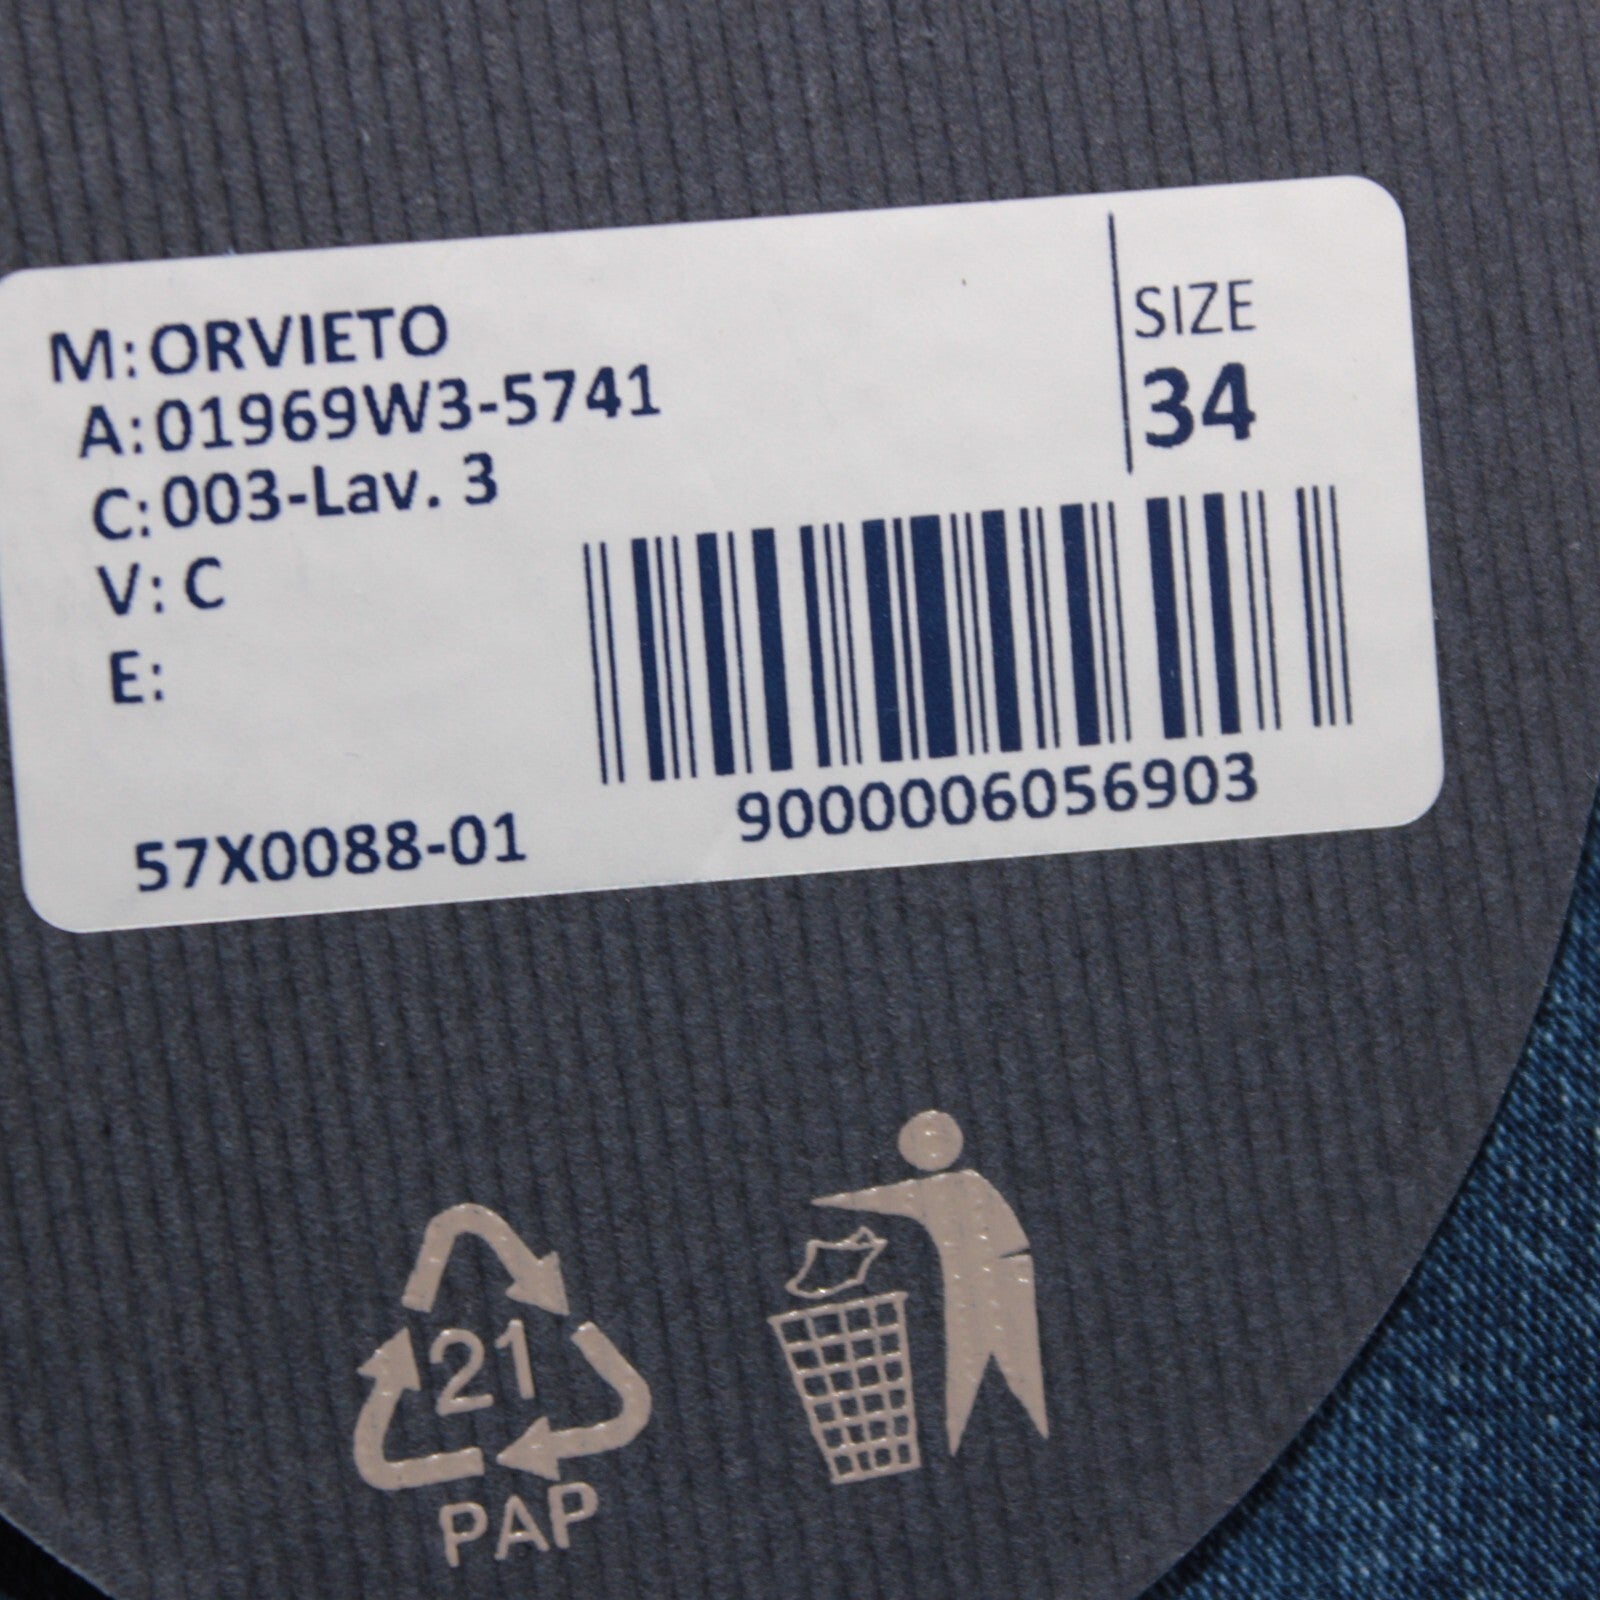 M: ORVIETO
A: 01969W3-5741
C: 003-Lav. 3
V: C
E:
SIZE
34
57X0088-01
9000006056903
21
PAP